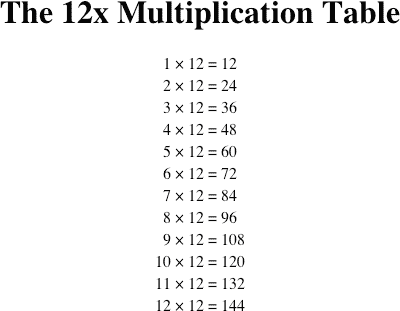 The 12x Multiplication Table
1 × 12 = 12
2 × 12 = 24
3 × 12 = 36
4 × 12 = 48
5 × 12 = 60
6 × 12 = 72
7 × 12 = 84
8 × 12 = 96
9 × 12 = 108
10 × 12 = 120
11 × 12 = 132
12 × 12 = 144